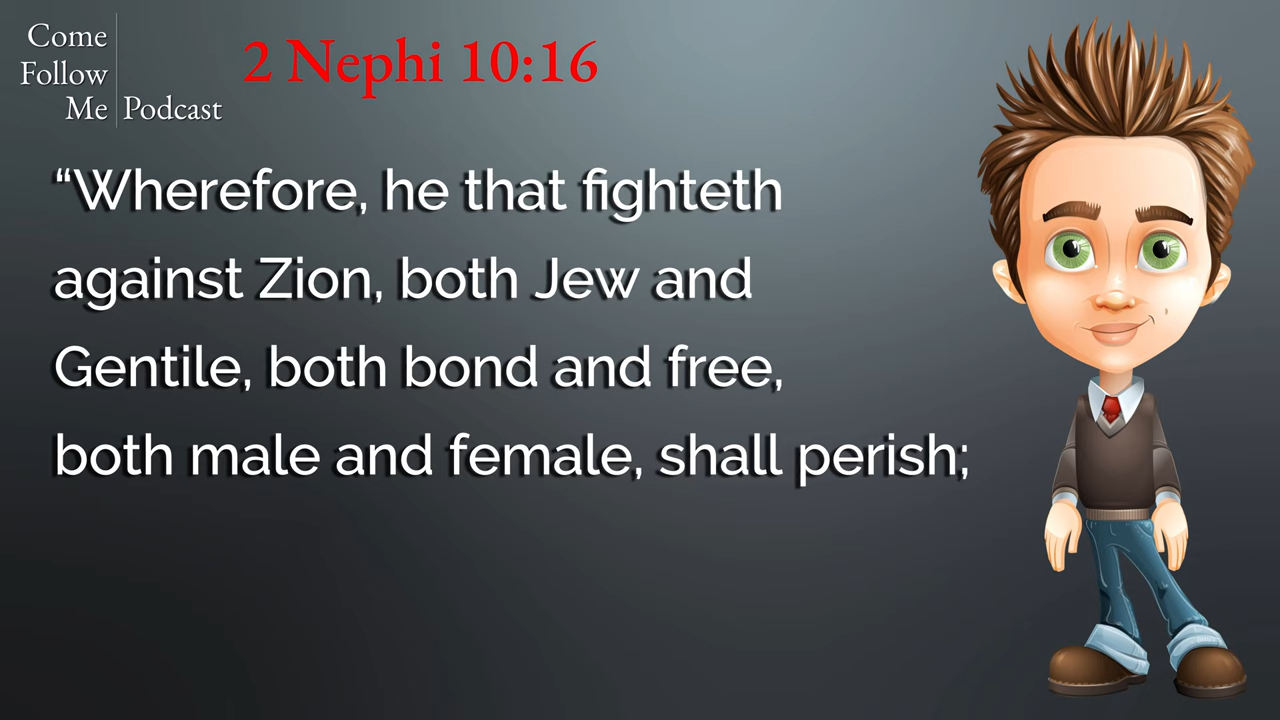 Come
Follow
Me Podcast
2 Nephi 10:16
“Wherefore, he that fighteth
against Zion, both Jew and
Gentile, both bond and free,
both male and female, shall perish;